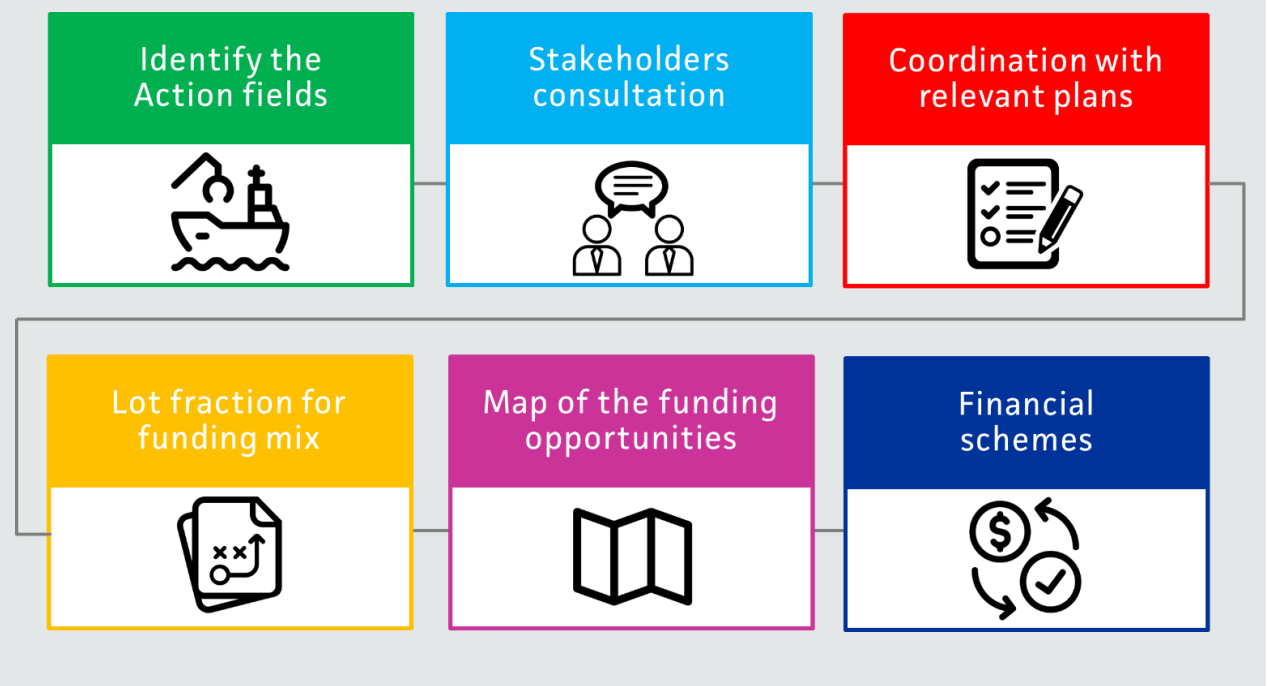 Identify the
Action fields
Stakeholders
consultation
Coordination with
relevant plans
Lot fraction for
funding mix
Map of the funding
opportunities
Financial
schemes